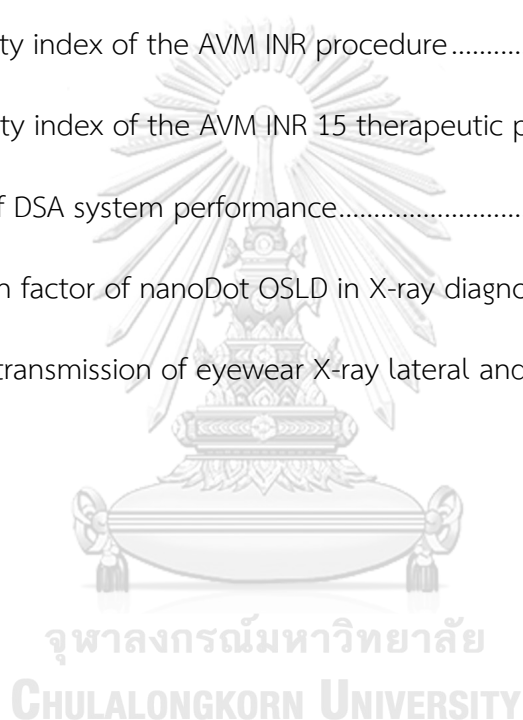 ty index of the AVM INR procedure..........
ty index of the AVM INR 15 therapeutic p
f DSA system performance.......................
n factor of nanoDot OSLD in X-ray diagno
transmission of eyewear X-ray lateral and
จุฬาลงกรณ์มหาวิทยาลัย
CHULALONGKORN UNIVERSITY